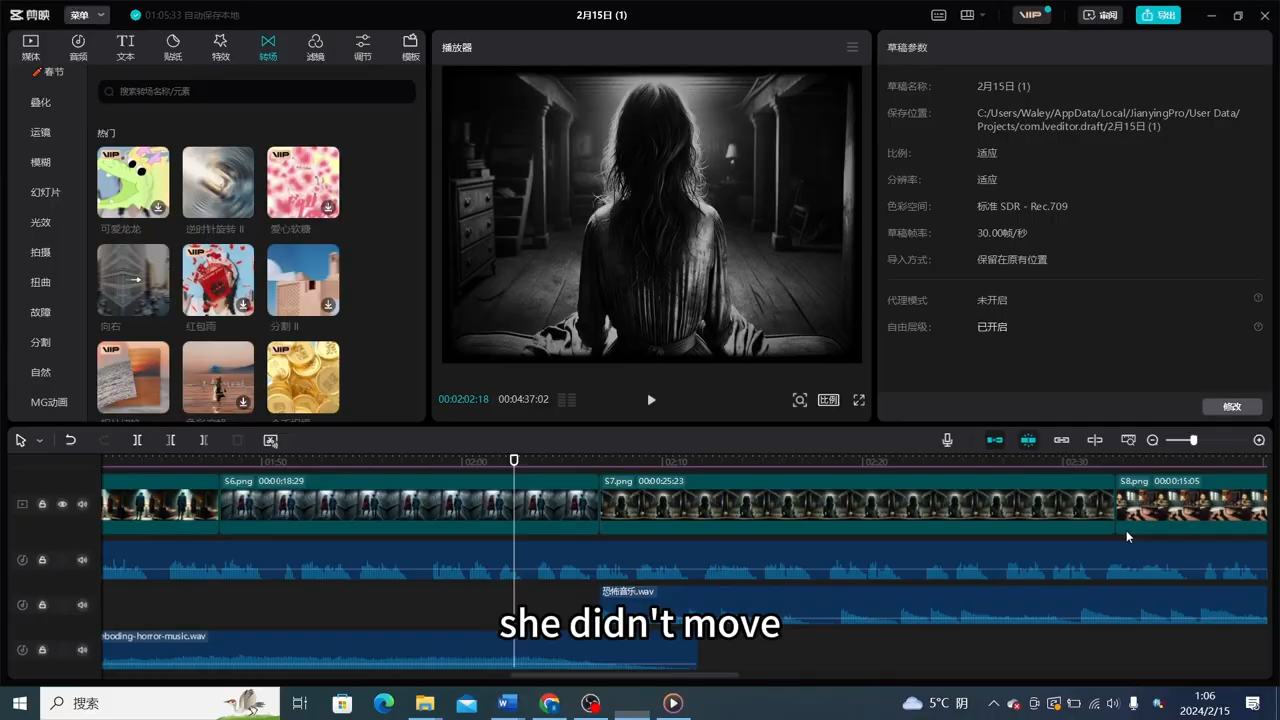 剪映
菜单
01:05:33 自动保存本地
2月15日 (1)
VIP
审阅
导出
媒体
音频
文本
贴纸
特效
转场
滤镜
调节
模板
春节
叠化
运镜
模糊
幻灯片
光效
拍摄
扭曲
故障
分割
自然
MG动画
搜索转场名称/元素
热门
VIP
VIP
可爱龙龙
逆时针旋转 II
爱心软糖
VIP
向右
红包雨
分割 II
VIP
VIP
播放器
00:02:02:18
00:04:37:02
比例
草稿参数
草稿名称:
2月15日 (1)
保存位置:
C:/Users/Waley/AppData/Local/JianyingPro/User Data/
Projects/com.lveditor.draft/2月15日 (1)
比例:
适应
分辨率:
适应
色彩空间:
标准 SDR - Rec.709
草稿帧率:
30.00帧/秒
导入方式:
保留在原有位置
代理模式
未开启
自由层级:
已开启
修改
01:50
02:00
02:10
02:20
02:30
S6.png 00:00:18:29
S7.png 00:00:25:23
S8.png 00:00:15:05
恐怖音乐.wav
she didn't move
eboding-horror-music.wav
搜索
5°C 阴
1:06
2024/2/15